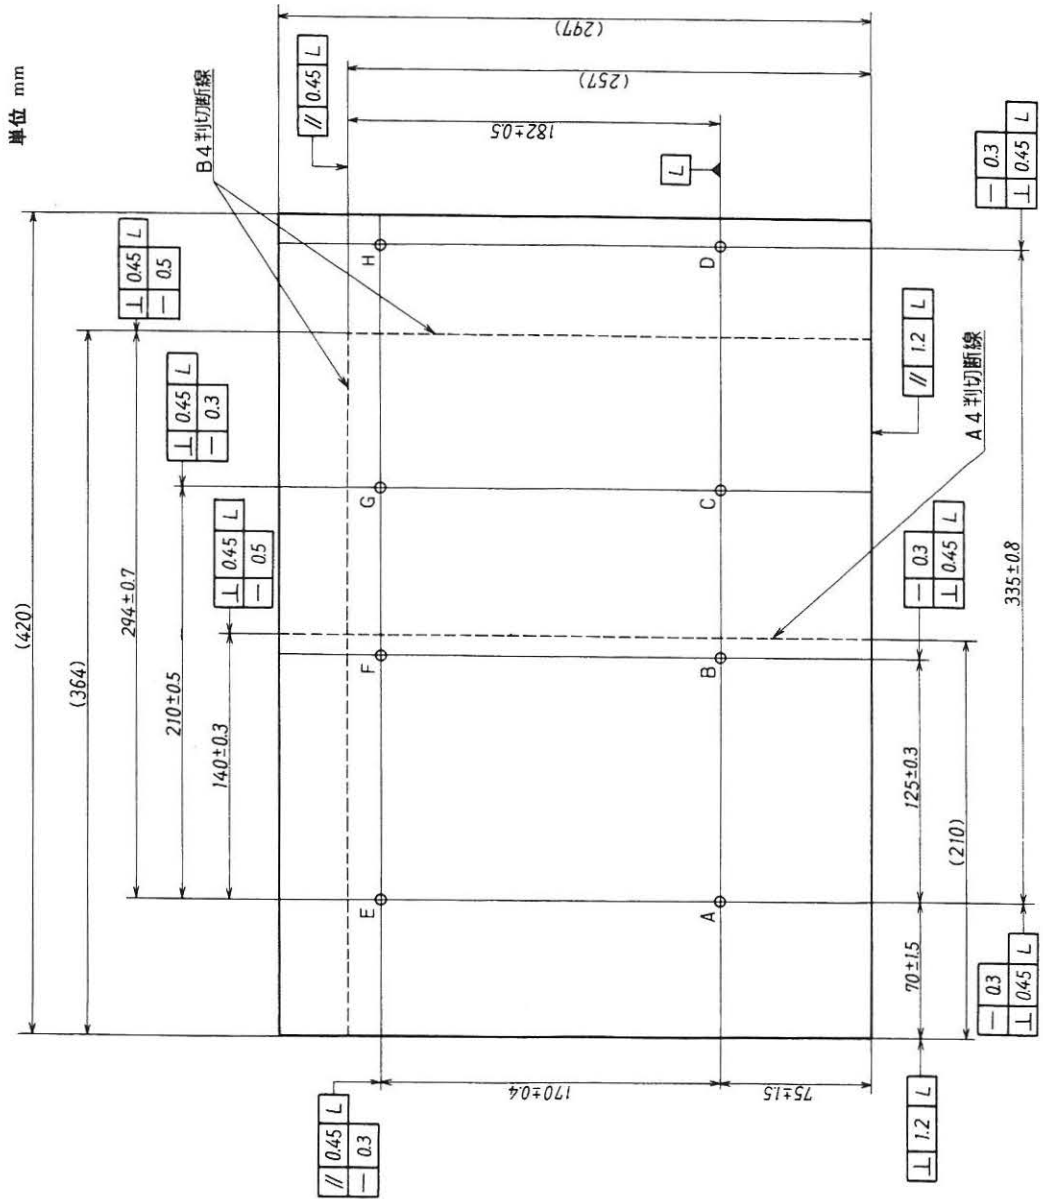 単位 mm
(420)
(364)
294±0.7
⊥ 0.45 L
— 0.5
210±0.5
⊥ 0.45 L
— 0.3
140±0.3
⊥ 0.45 L
— 0.5
B4判切断線
// 0.45 L
(297)
(257)
182±0.5
L
// 0.45 L
— 0.3
170±0.4
75±1.5
E
F
G
H
A
B
C
D
// 1.2 L
A4判切断線
⊥ 1.2 L
70±1.5
125±0.3
— 0.3
⊥ 0.45 L
(210)
335±0.8
— 0.3
⊥ 0.45 L
— 0.3
⊥ 0.45 L